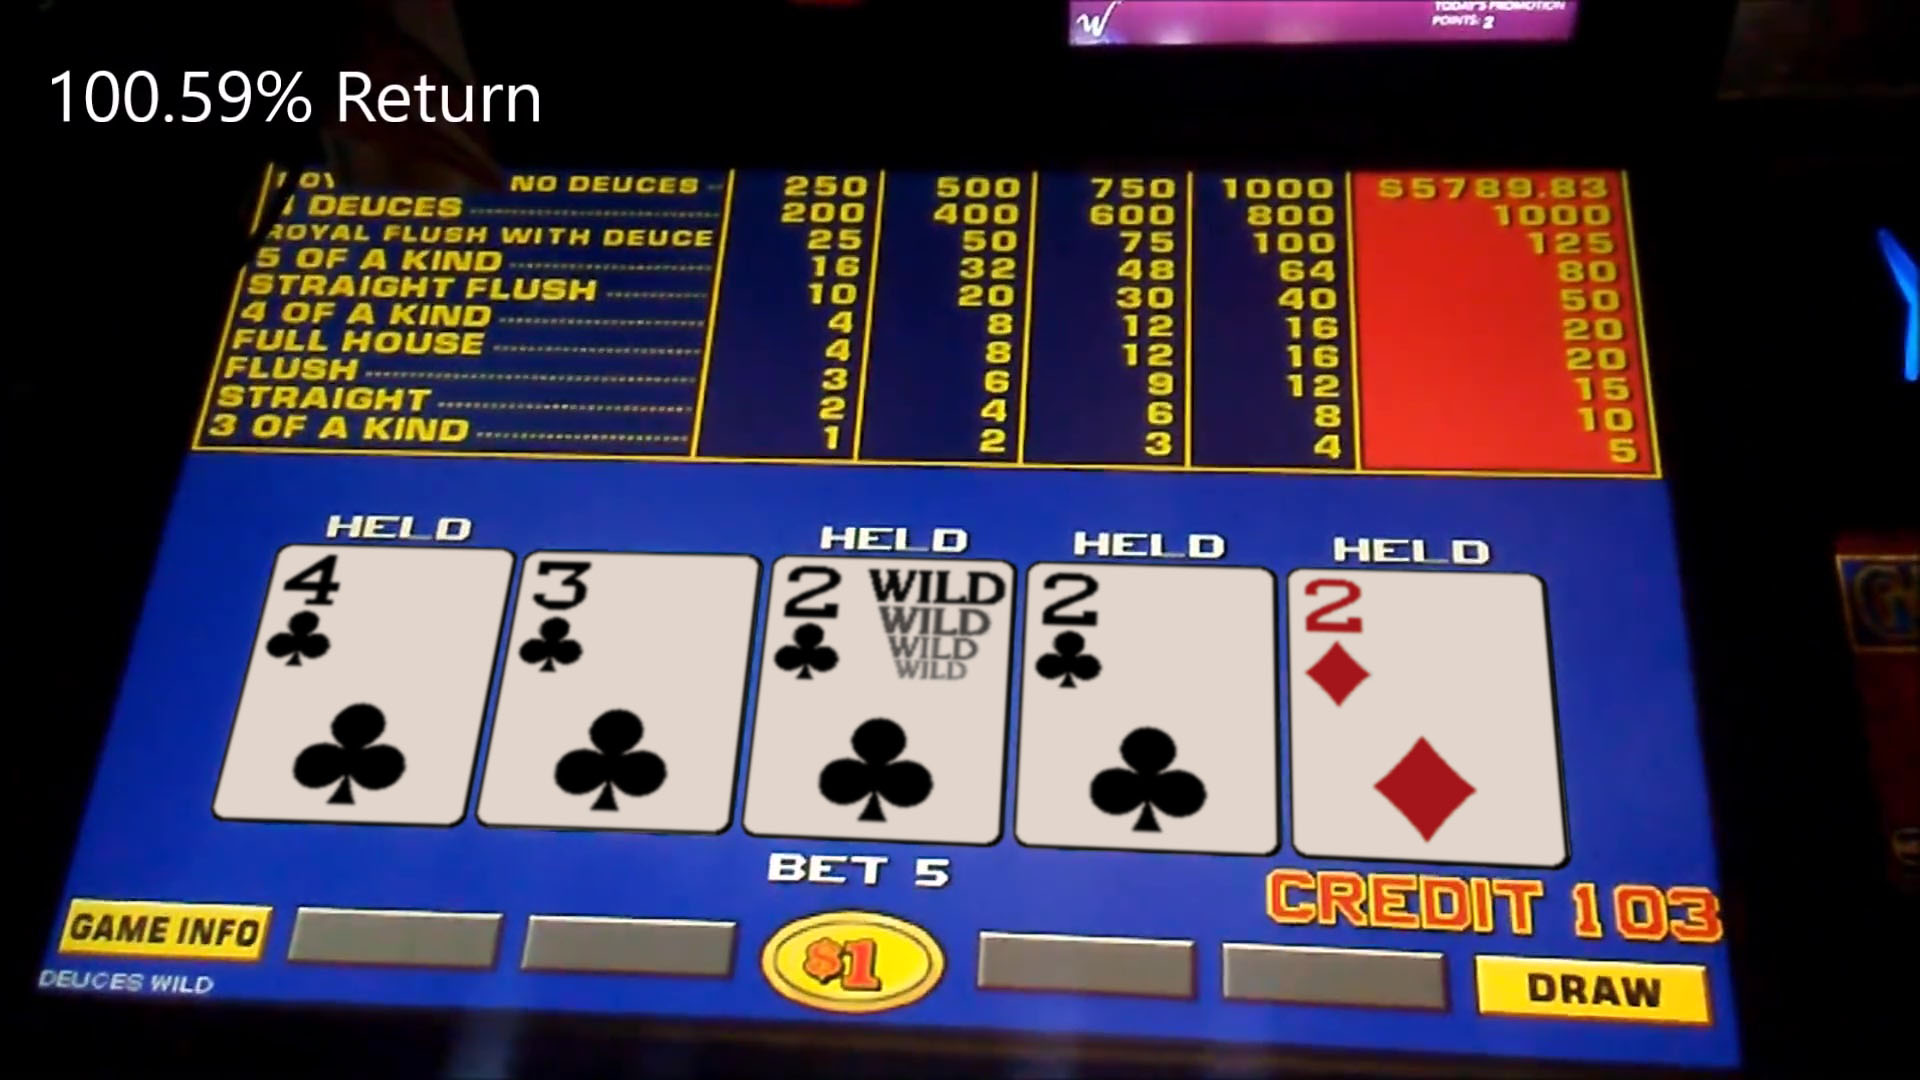 TODAY'S PROMOTION
W POINTS: 2
100.59% Return
NO DEUCES 250 500 750 1000 $5789.83
DEUCES 200 400 600 800 1000
ROYAL FLUSH WITH DEUCE 25 50 75 100 125
5 OF A KIND 16 32 48 64 80
STRAIGHT FLUSH 10 20 30 40 50
4 OF A KIND 4 8 12 16 20
FULL HOUSE 4 8 12 16 20
FLUSH 3 6 9 12 15
STRAIGHT 2 4 6 8 10
3 OF A KIND 1 2 3 4 5
HELD HELD HELD HELD
4 3 2 WILD 2 2
WILD
WILD
WILD
BET 5
CREDIT 103
GAME INFO $1 DRAW
DEUCES WILD